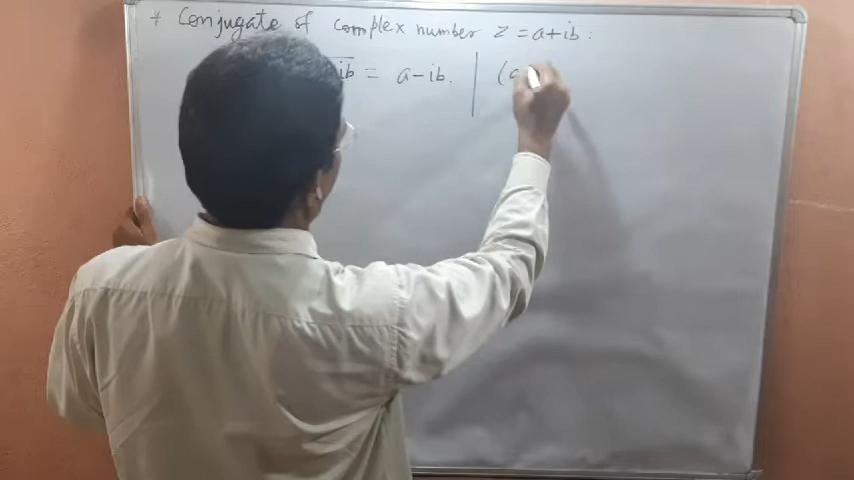 * Conjugate of complex number z = a+ib :
ib = a-ib. | (a